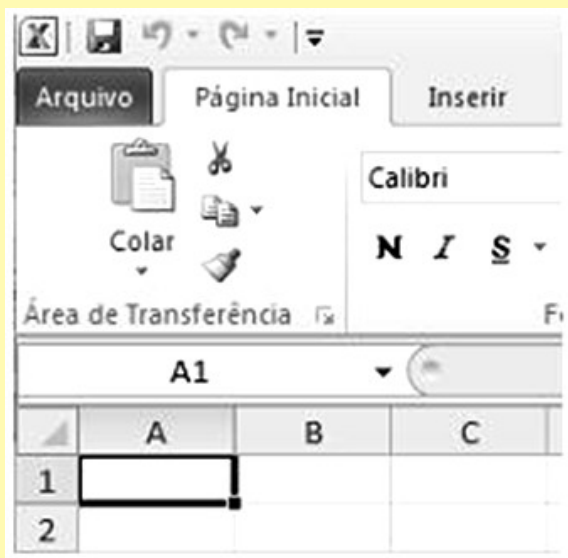 Arquivo Página Inicial Inserir
Calibri
Colar
N I S
Área de Transferência
A1
A B C
1
2